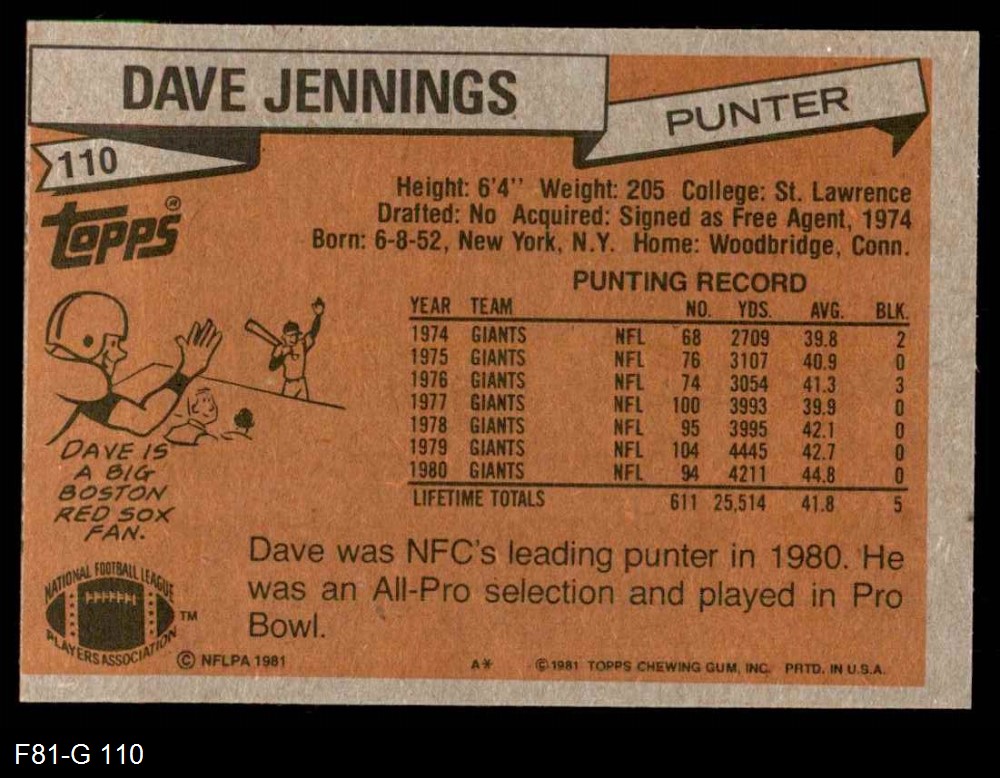 DAVE JENNINGS
PUNTER
110
topps®
Height: 6'4" Weight: 205 College: St. Lawrence
Drafted: No Acquired: Signed as Free Agent, 1974
Born: 6-8-52, New York, N.Y. Home: Woodbridge, Conn.
PUNTING RECORD
YEAR TEAM NO. YDS. AVG. BLK.
1974 GIANTS NFL 68 2709 39.8 2
1975 GIANTS NFL 76 3107 40.9 0
1976 GIANTS NFL 74 3054 41.3 3
1977 GIANTS NFL 100 3993 39.9 0
1978 GIANTS NFL 95 3995 42.1 0
1979 GIANTS NFL 104 4445 42.7 0
1980 GIANTS NFL 94 4211 44.8 0
LIFETIME TOTALS 611 25,514 41.8 5
DAVE IS
A BIG
BOSTON
RED SOX
FAN.
Dave was NFC's leading punter in 1980. He
was an All-Pro selection and played in Pro
Bowl.
NATIONAL FOOTBALL LEAGUE
PLAYERS ASSOCIATION
TM
© NFLPA 1981
A*
© 1981 TOPPS CHEWING GUM, INC. PRTD. IN U.S.A.
F81-G 110